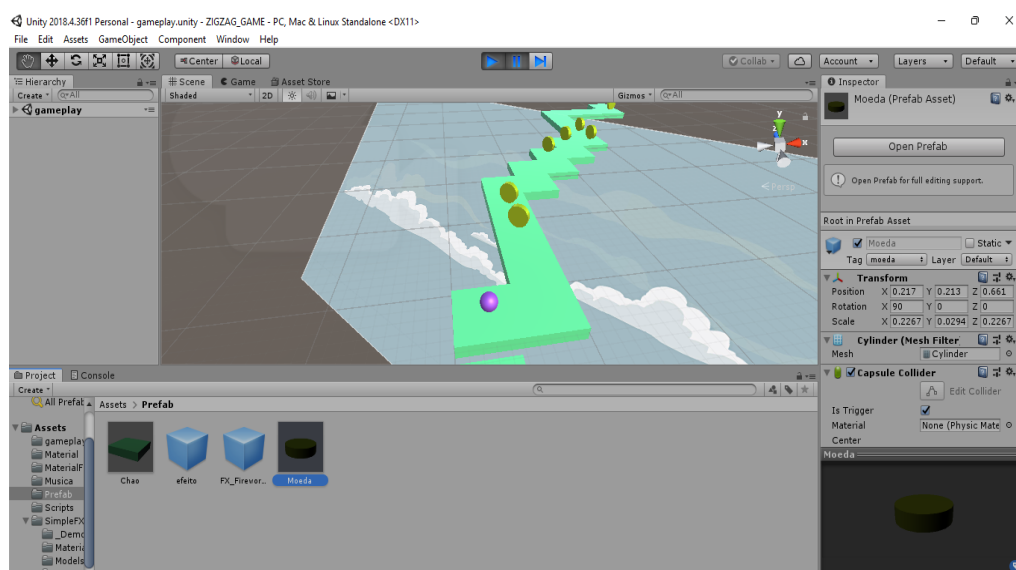 Unity 2018.4.36f1 Personal - gameplay.unity - ZIGZAG_GAME - PC, Mac & Linux Standalone <DX11>
File Edit Assets GameObject Component Window Help
Center Local Collab Account Layers Default
Hierarchy
Create All
gameplay
Scene Game Asset Store
Shaded 2D Gizmos All
y
z
x
Persp
Inspector
Moeda (Prefab Asset)
Open Prefab
Open Prefab for full editing support.
Root in Prefab Asset
Moeda Static
Tag moeda Layer Default
Transform
Position X 0.217 Y 0.213 Z 0.661
Rotation X 90 Y 0 Z 0
Scale X 0.2267 Y 0.0294 Z 0.2267
Cylinder (Mesh Filter
Mesh Cylinder
Capsule Collider
Edit Collider
Is Trigger
Material None (Physic Mate
Center
Moeda
Project Console
Create
All Prefab
Assets
gameplay
Material
MaterialF
Musica
Prefab
Scripts
SimpleFX
_Demo
Materia
Models
Assets > Prefab
Chao efeito FX_Firewor... Moeda